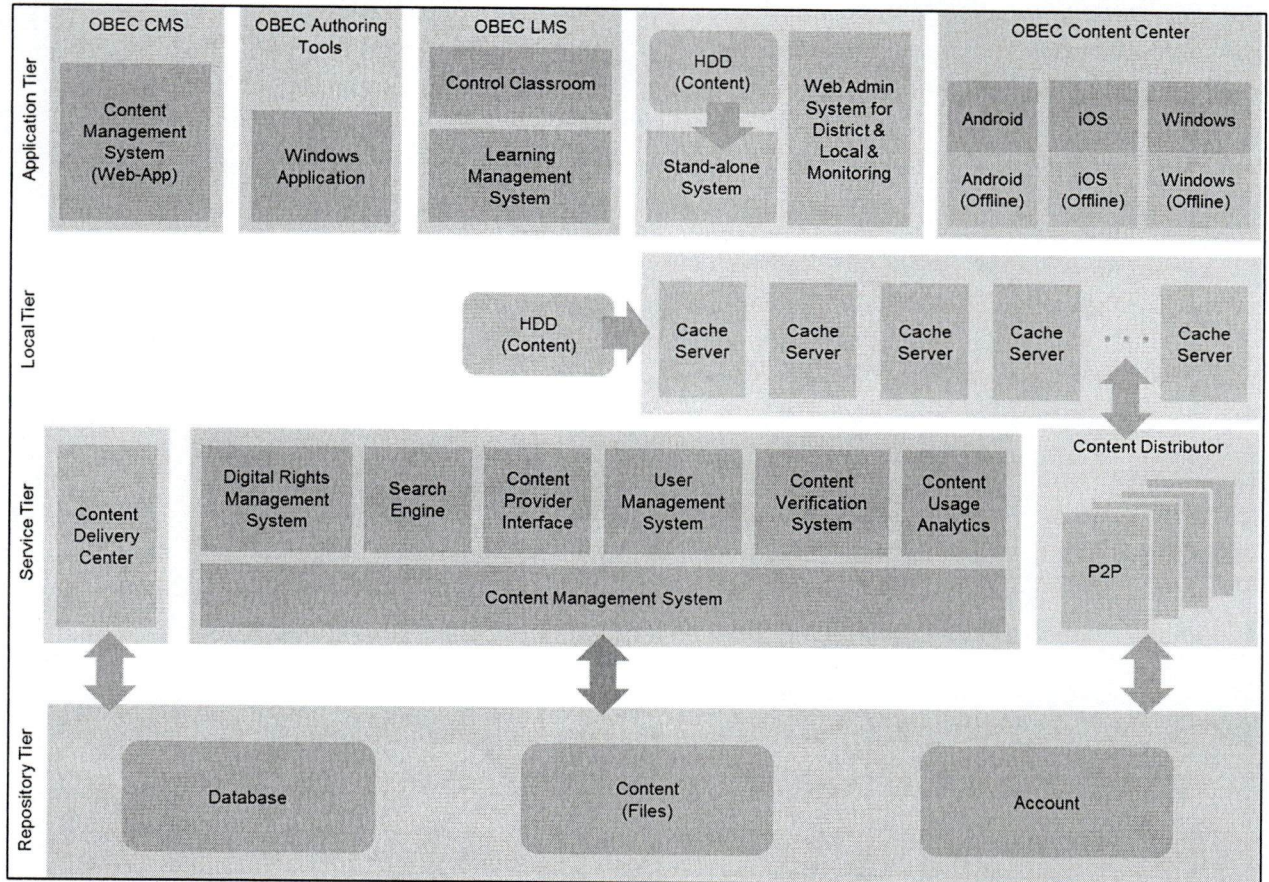 Application Tier
OBEC CMS
Content
Management
System
(Web-App)
OBEC Authoring
Tools
Windows
Application
OBEC LMS
Control Classroom
Learning
Management
System
HDD
(Content)
Stand-alone
System
Web Admin
System for
District &
Local &
Monitoring
OBEC Content Center
Android
iOS
Windows
Android
(Offline)
iOS
(Offline)
Windows
(Offline)
Local Tier
HDD
(Content)
Cache
Server
Cache
Server
Cache
Server
Cache
Server
...
Cache
Server
Service Tier
Content
Delivery
Center
Digital Rights
Management
System
Search
Engine
Content
Provider
Interface
User
Management
System
Content
Verification
System
Content
Usage
Analytics
Content Management System
Content Distributor
P2P
Repository Tier
Database
Content
(Files)
Account